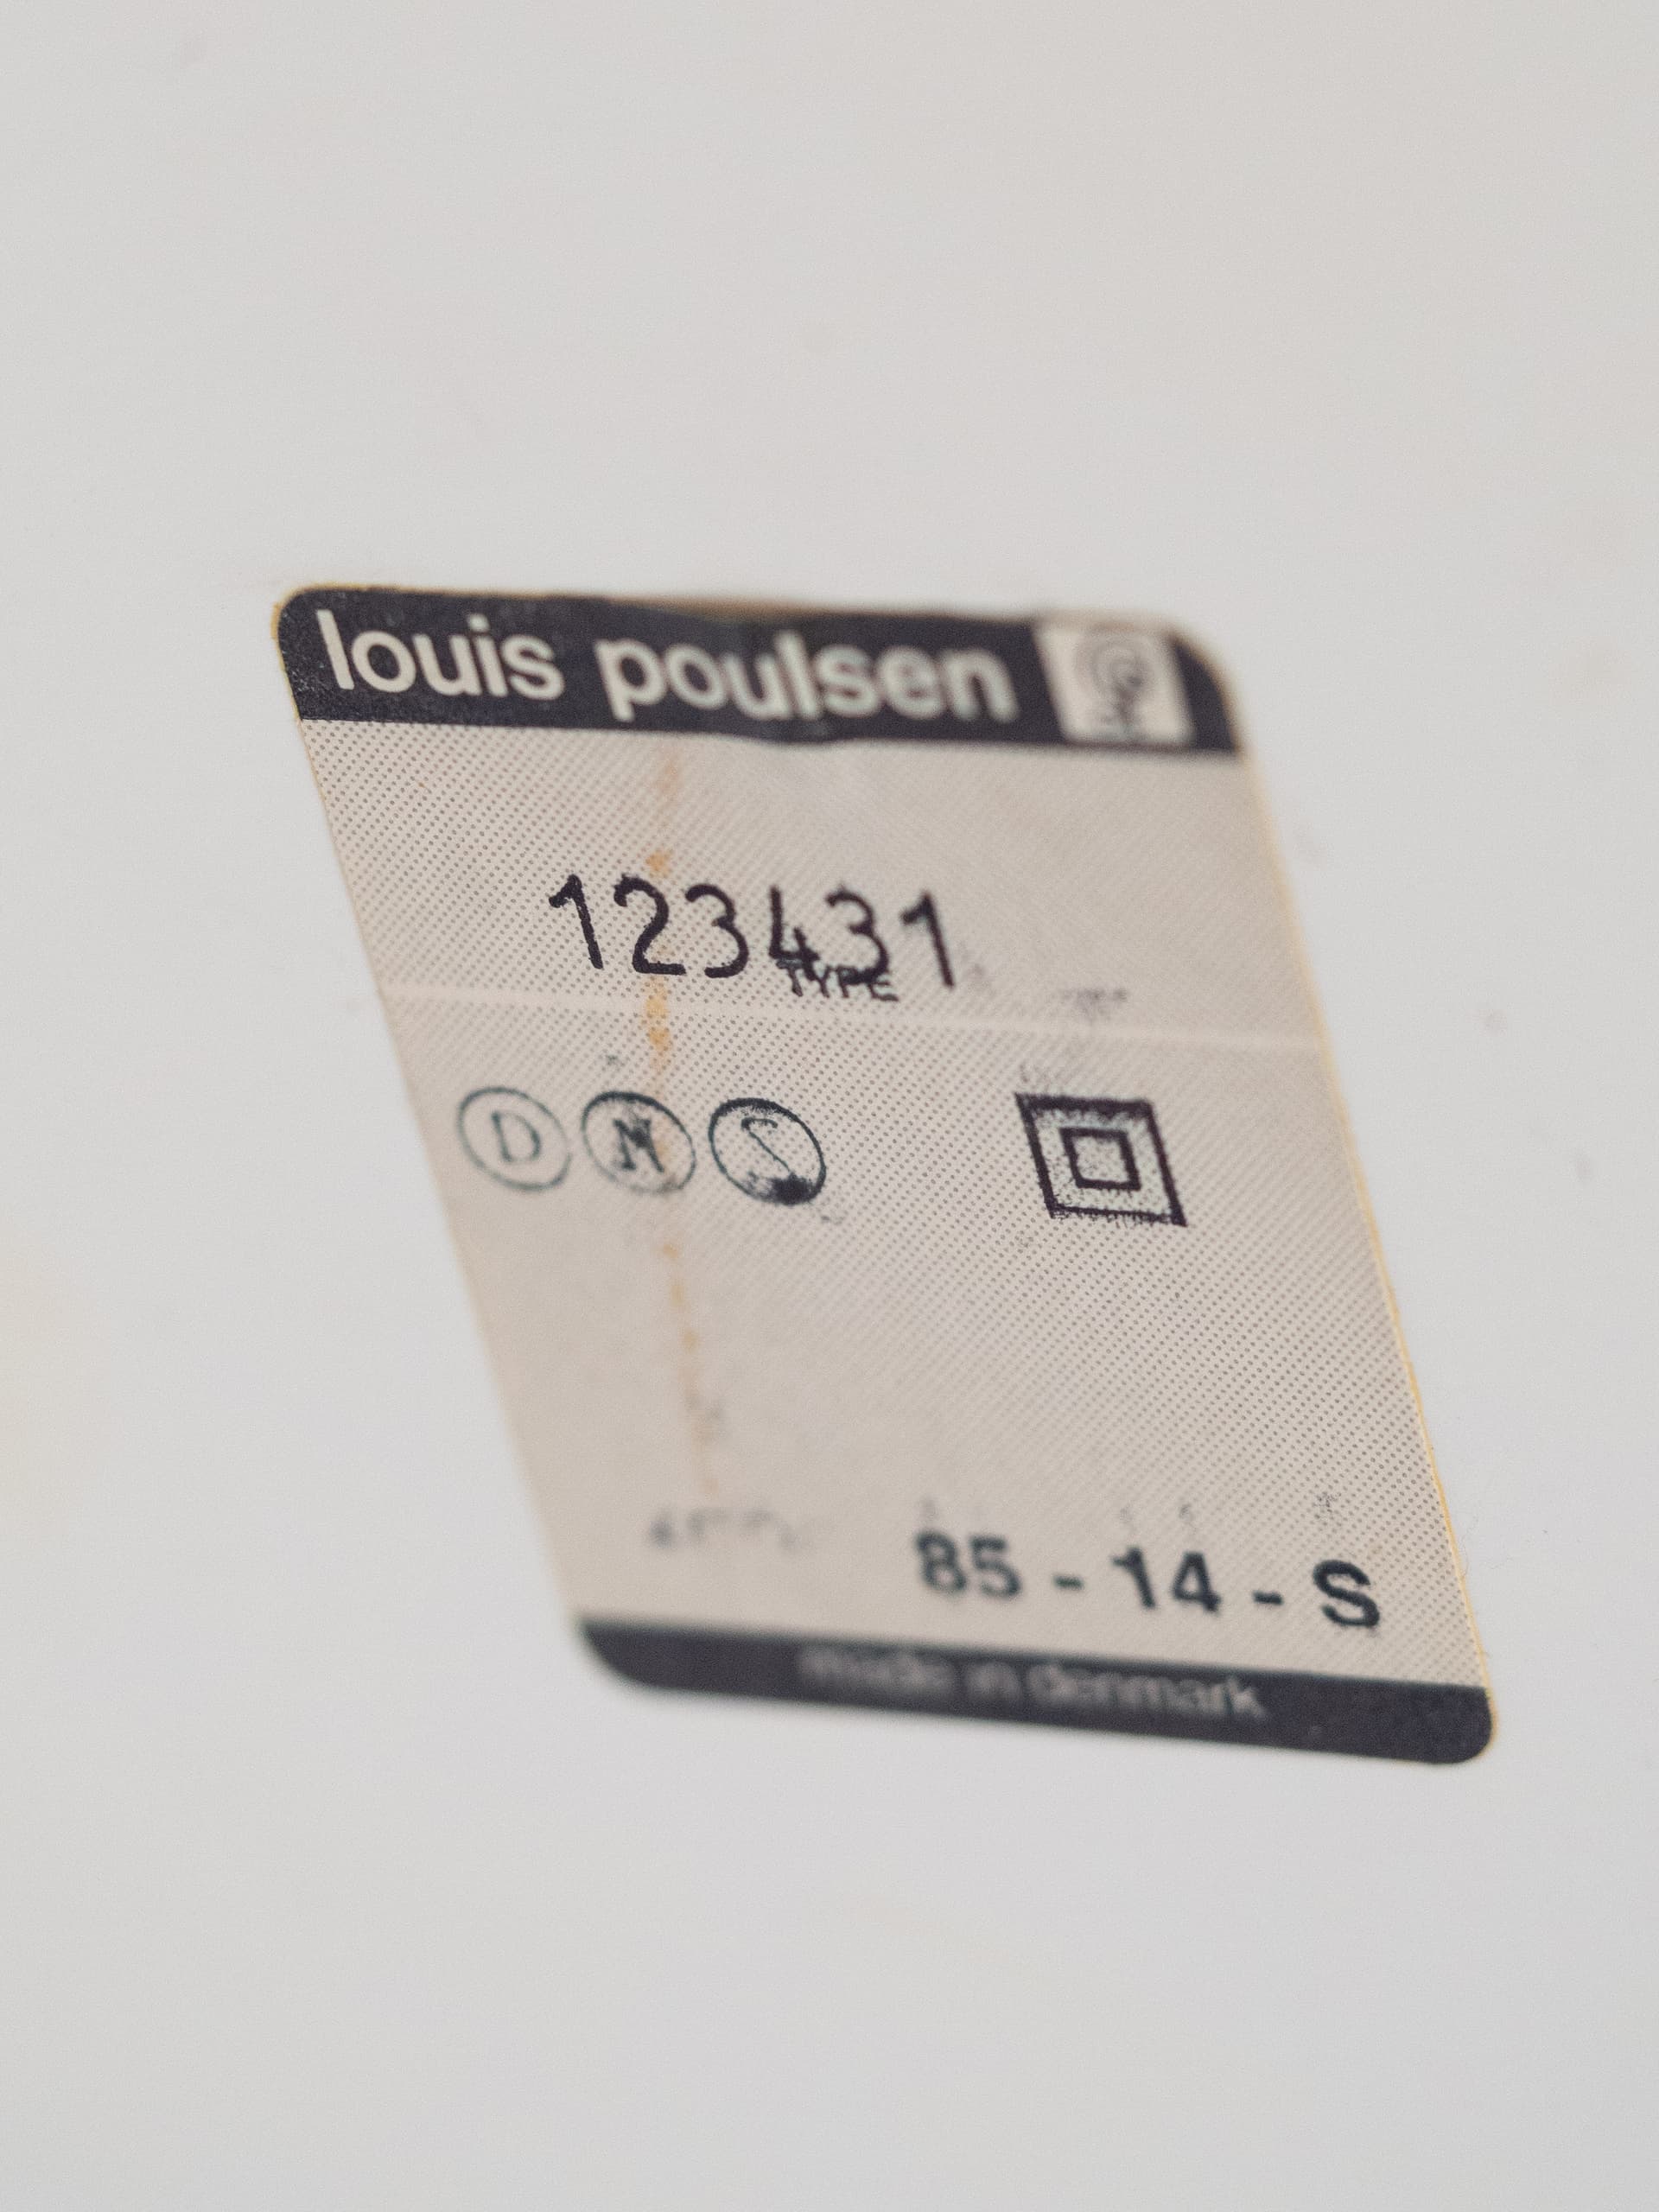 louis poulsen
123431
TYPE
D N S
85 - 14 - S
made in denmark